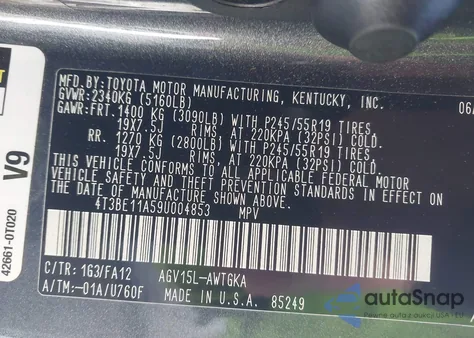 MFD.BY:TOYOTA MOTOR MANUFACTURING, KENTUCKY, INC. 06
GVWR:2340KG (5160LB)
GAWR:FRT.1400 KG (3090LB) WITH P245/55R19 TIRES
19X7.5J RIMS, AT 220KPA (32PSI) COLD.
RR. 1270 KG (2800LB) WITH P245/55R19 TIRES,
19X7.5J RIMS, AT 220KPA (32PSI) COLD.
THIS VEHICLE CONFORMS TO ALL APPLICABLE FEDERAL MOTOR
VEHICLE SAFETY AND THEFT PREVENTION STANDARDS IN EFFECT
ON THE DATE OF MANUFACTURE SHOWN ABOVE.
4T3BE11A59U004853 MPV
C/TR: 1G3/FA12 AGV15L-AWTGKA
A/TM:-01A/U760F MADE IN U.S.A. 85249
42661-0T020
V9
autoSnap